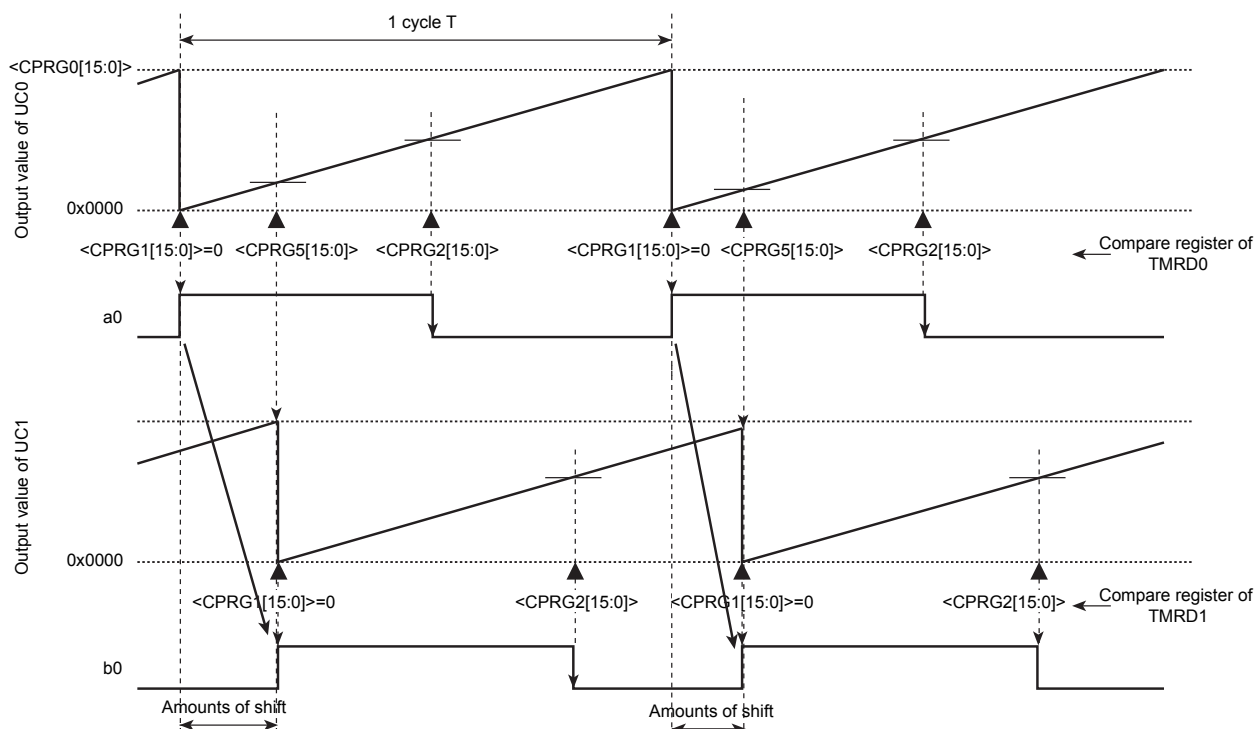 1 cycle T
<CPRG0[15:0]>
Output value of UC0
0x0000
<CPRG1[15:0]>=0
<CPRG5[15:0]>
<CPRG2[15:0]>
<CPRG1[15:0]>=0
<CPRG5[15:0]>
<CPRG2[15:0]>
Compare register of
TMRD0
a0
Output value of UC1
0x0000
<CPRG1[15:0]>=0
<CPRG2[15:0]>
<CPRG1[15:0]>=0
<CPRG2[15:0]>
Compare register of
TMRD1
b0
Amounts of shift
Amounts of shift